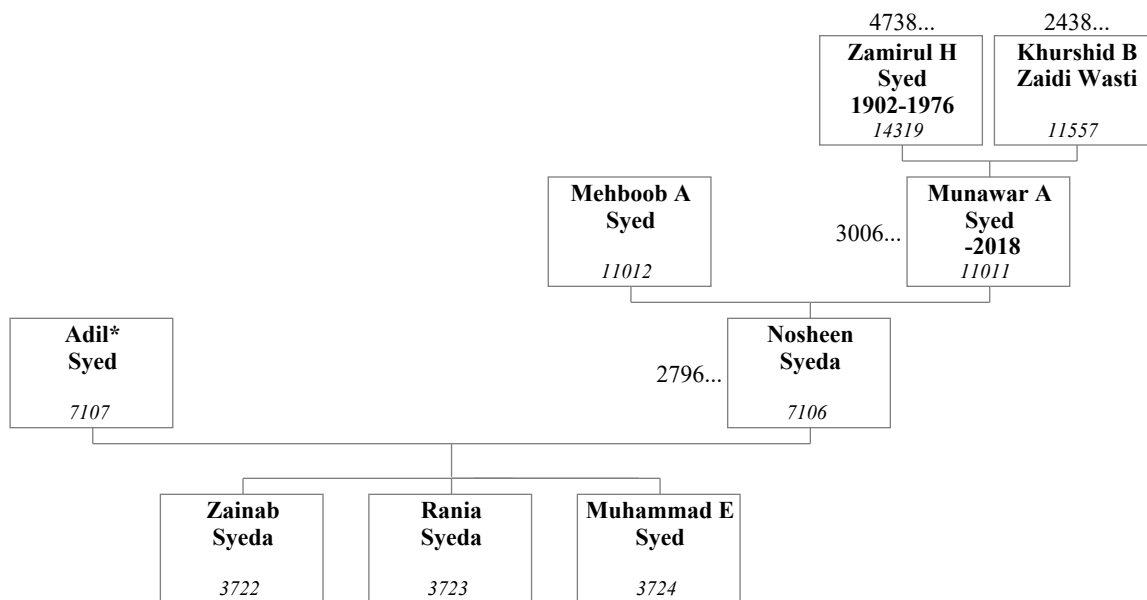 4738...
2438...
Zamirul H
Syed
1902-1976
14319
Khurshid B
Zaidi Wasti
11557
Mehboob A
Syed
11012
3006...
Munawar A
Syed
-2018
11011
Adil*
Syed
7107
2796...
Nosheen
Syeda
7106
Zainab
Syeda
3722
Rania
Syeda
3723
Muhammad E
Syed
3724